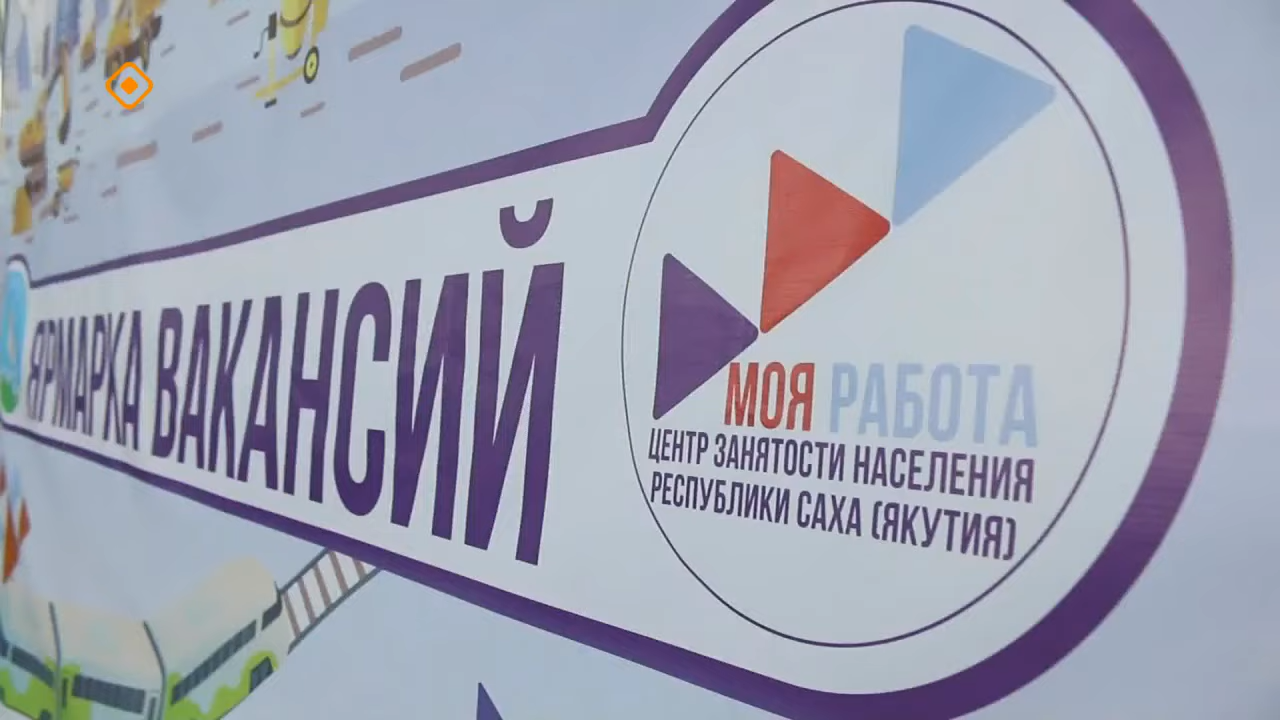 ЯРМАРКА ВАКАНСИЙ
МОЯ РАБОТА
ЦЕНТР ЗАНЯТОСТИ НАСЕЛЕНИЯ
РЕСПУБЛИКИ САХА (ЯКУТИЯ)